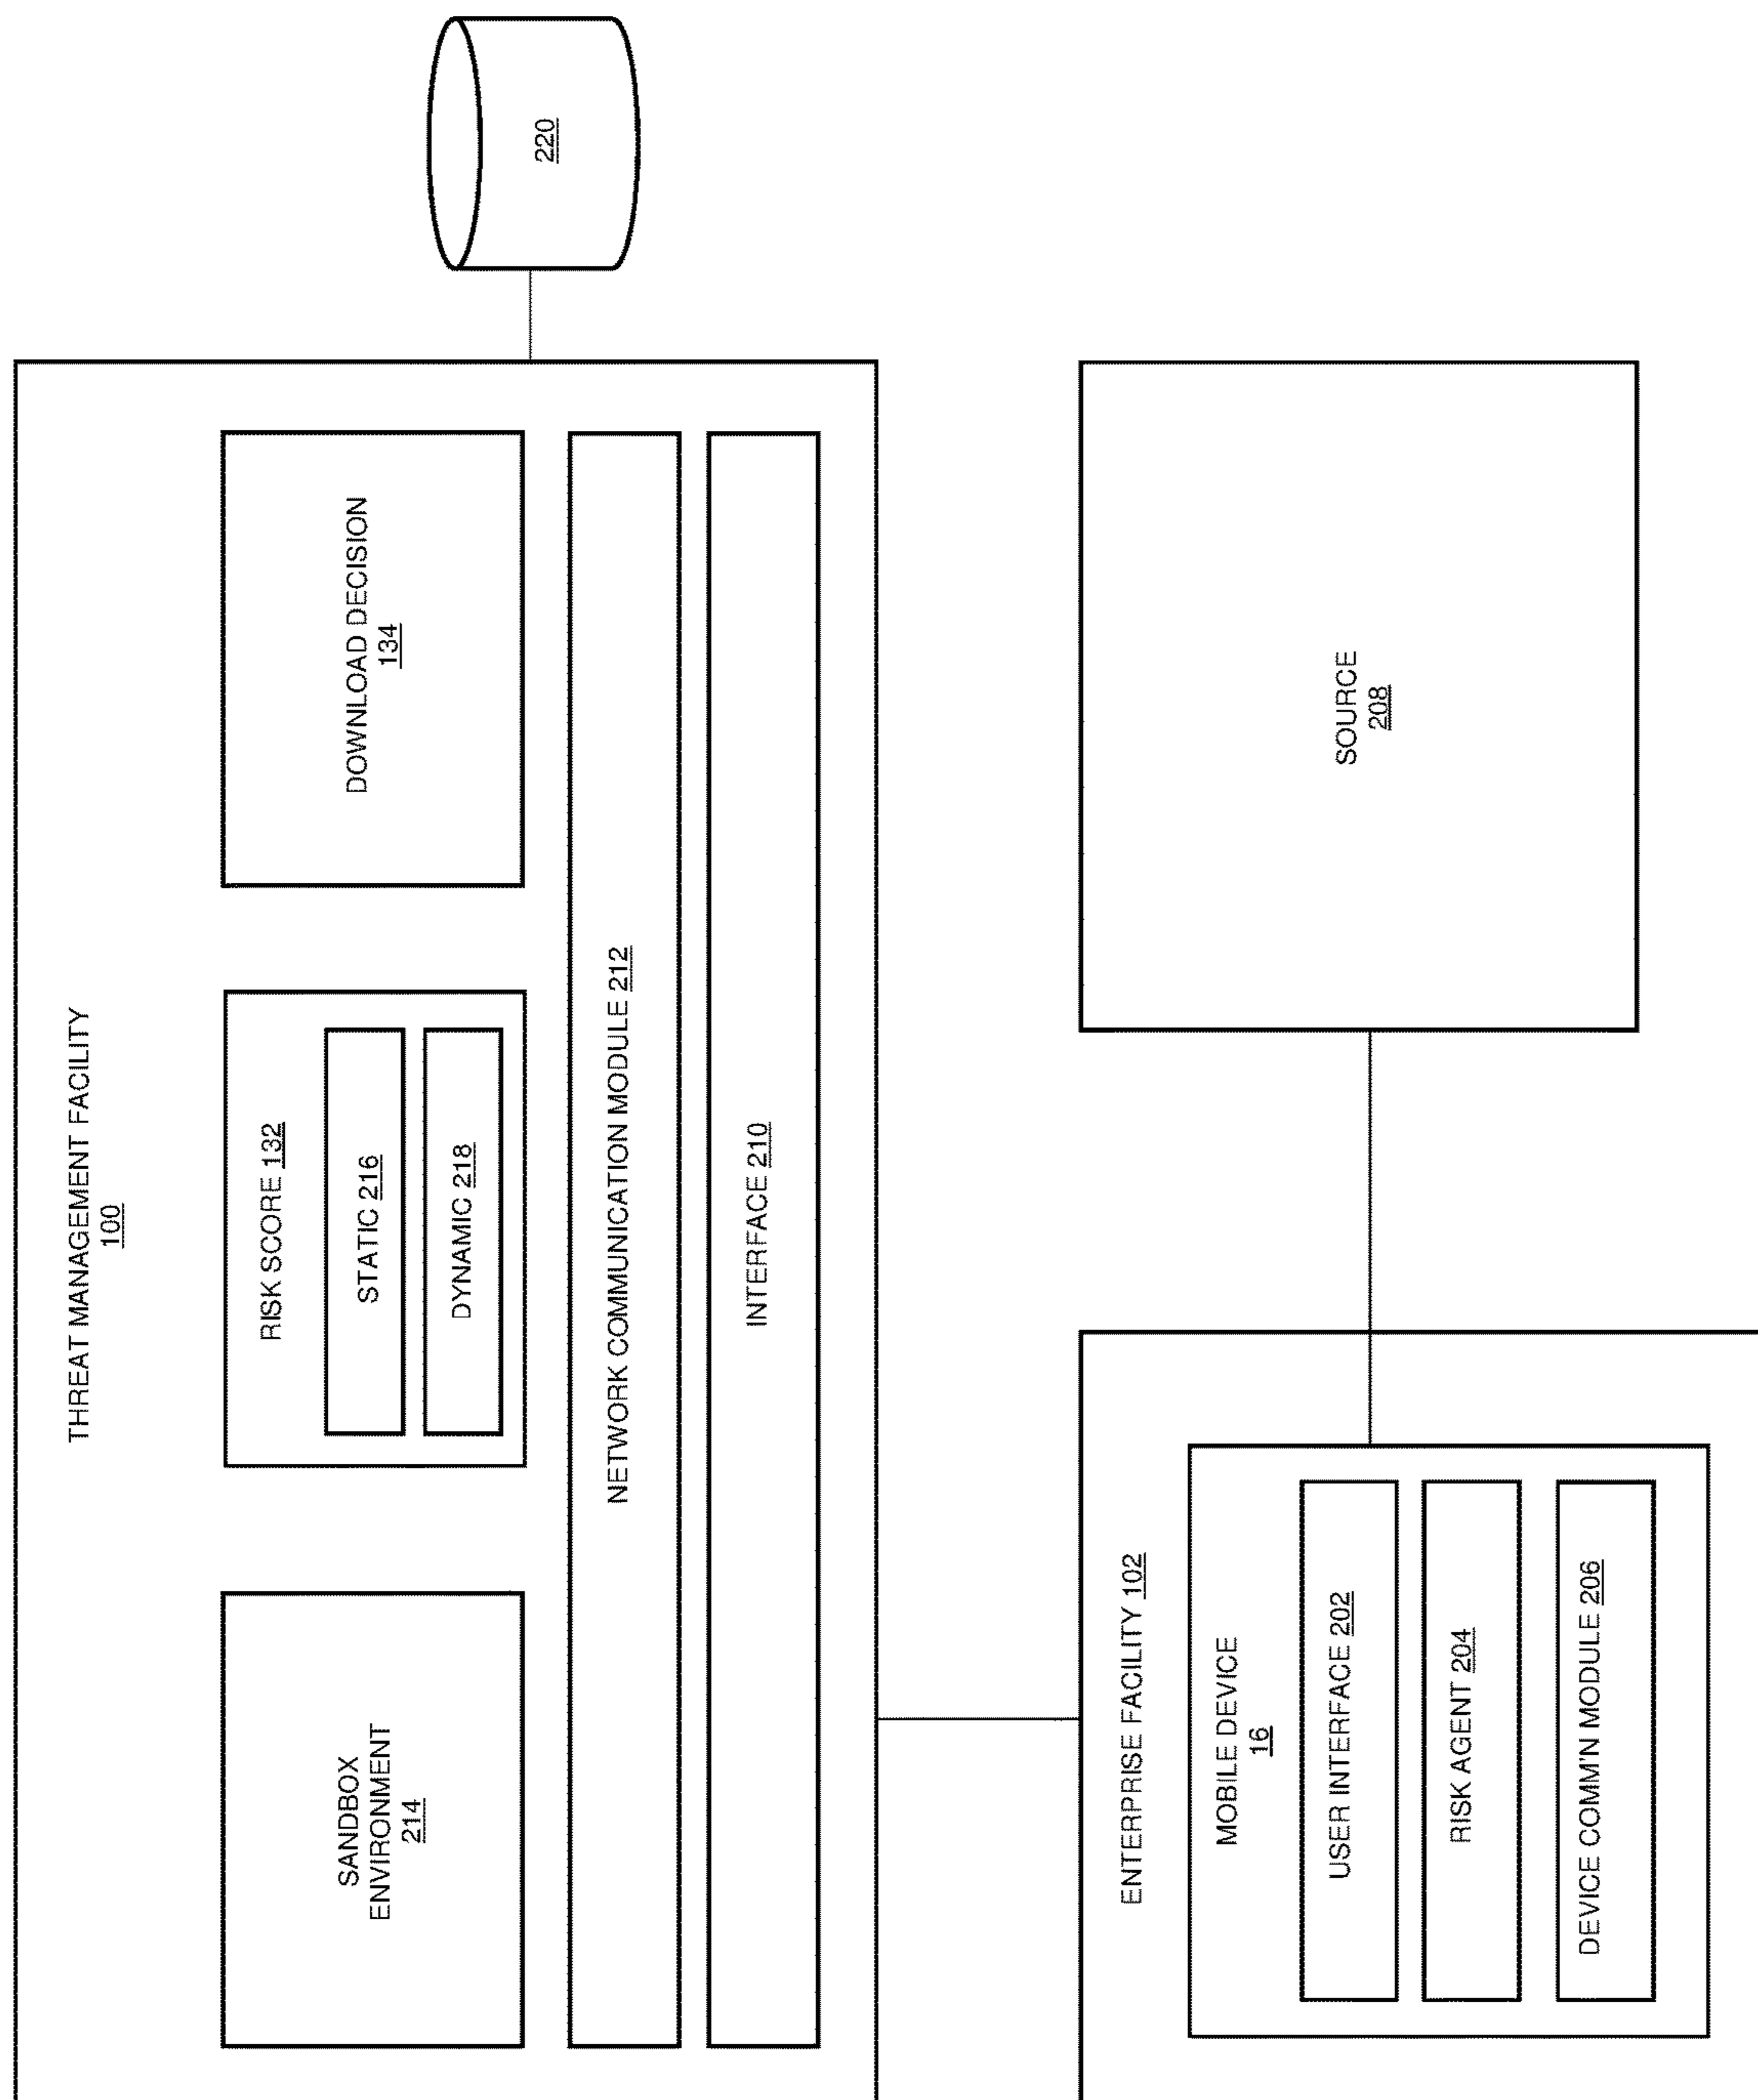 THREAT MANAGEMENT FACILITY
100
SANDBOX
ENVIRONMENT
214
RISK SCORE 132
STATIC 216
DYNAMIC 218
DOWNLOAD DECISION
134
NETWORK COMMUNICATION MODULE 212
INTERFACE 210
220
ENTERPRISE FACILITY 102
MOBILE DEVICE
16
USER INTERFACE 202
RISK AGENT 204
DEVICE COMM'N MODULE 206
SOURCE
208